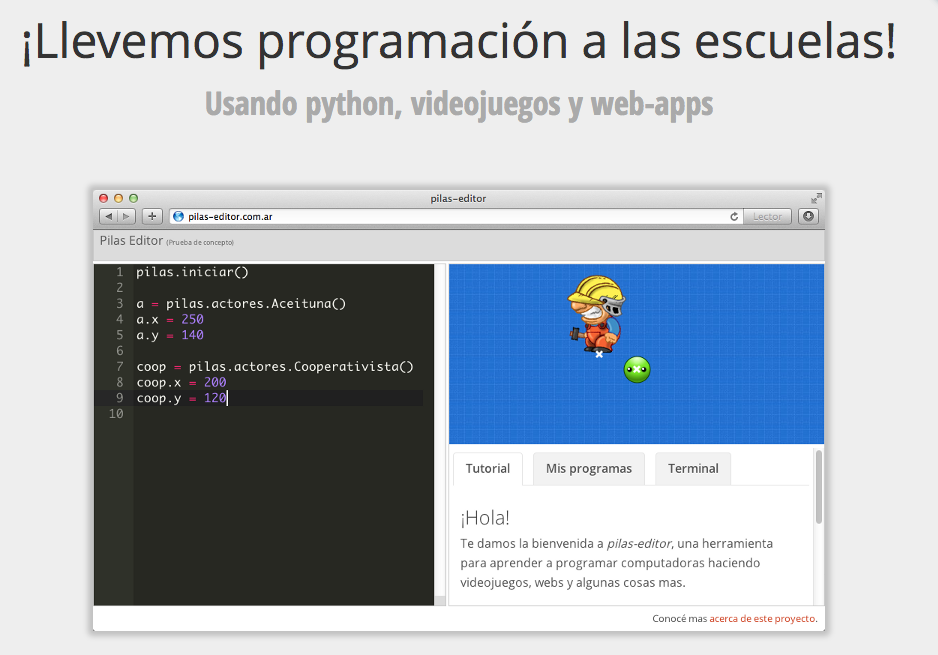 ¡Llevemos programación a las escuelas!
Usando python, videojuegos y web-apps
pilas-editor
pilas-editor.com.ar
Lector
Pilas Editor (Prueba de concepto)
1 pilas.iniciar()
2
3 a = pilas.actores.Aceituna()
4 a.x = 250
5 a.y = 140
6
7 coop = pilas.actores.Cooperativista()
8 coop.x = 200
9 coop.y = 120
10
Tutorial Mis programas Terminal
¡Hola!
Te damos la bienvenida a pilas-editor, una herramienta
para aprender a programar computadoras haciendo
videojuegos, webs y algunas cosas mas.
Conocé mas acerca de este proyecto.